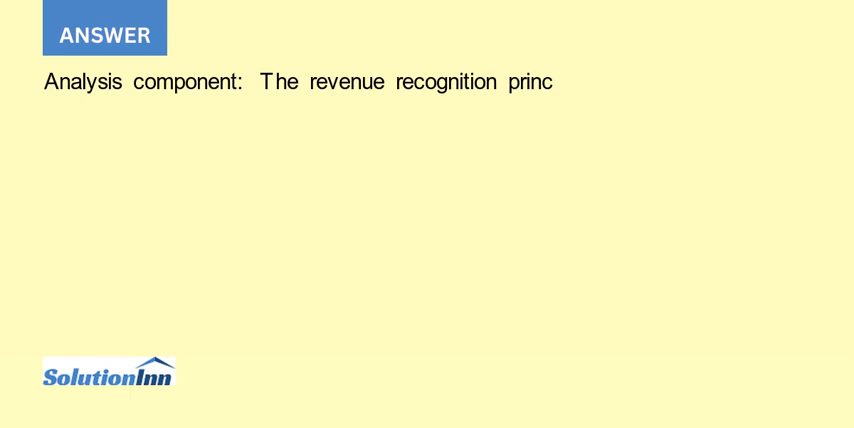 ANSWER
Analysis component: The revenue recognition princ
SolutionInn